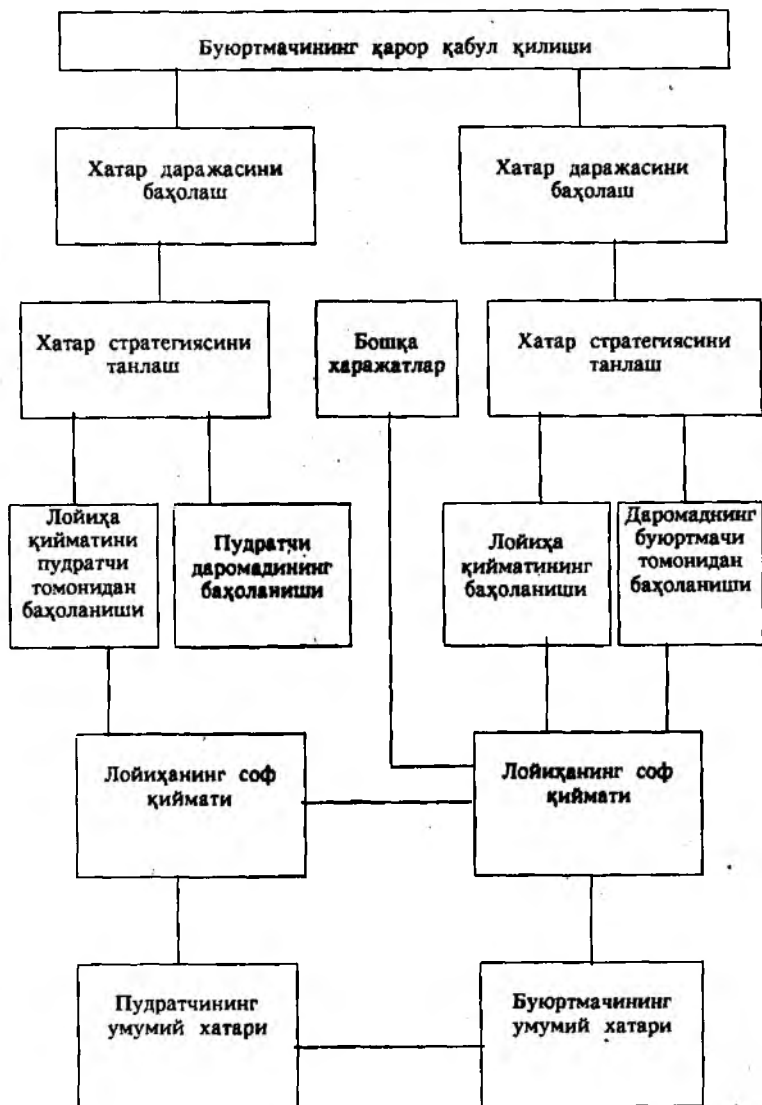 Буюртмачининг қарор қабул қилиши
Хатар даражасини
баҳолаш
Хатар даражасини
баҳолаш
Хатар стратегиясини
танлаш
Бошқа
харажатлар
Хатар стратегиясини
танлаш
Лойиҳа
қийматини
пудратчи
томонидан
баҳоланиши
Пудратчи
даромадининг
баҳоланиши
Лойиҳа
қийматининг
баҳоланиши
Даромаднинг
буюртмачи
томонидан
баҳоланиши
Лойиҳанинг соф
қиймати
Лойиҳанинг соф
қиймати
Пудратчининг
умумий хатари
Буюртмачининг
умумий хатари